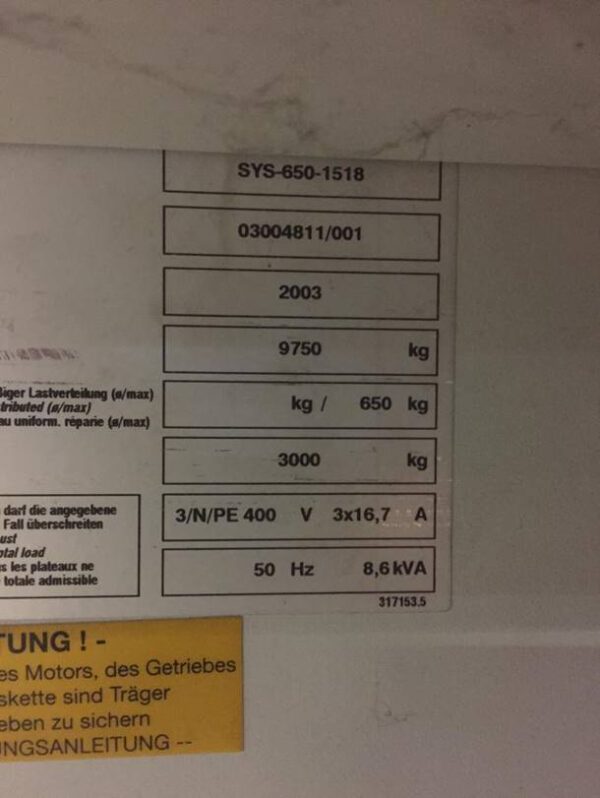 SYS-650-1518
03004811/001
2003
9750 kg
iger Lastverteilung (ø/max)
tributed (ø/max)
au uniform. réparie (ø/max)
kg / 650 kg
3000 kg
darf die angegebene
Fall überschreiten
ust
otal load
s les plateaux ne
totale admissible
3/N/PE 400 V 3x16,7 A
50 Hz 8,6 kVA
317153.5
TUNG ! -
es Motors, des Getriebes
skette sind Träger
eben zu sichern
NGSANLEITUNG --